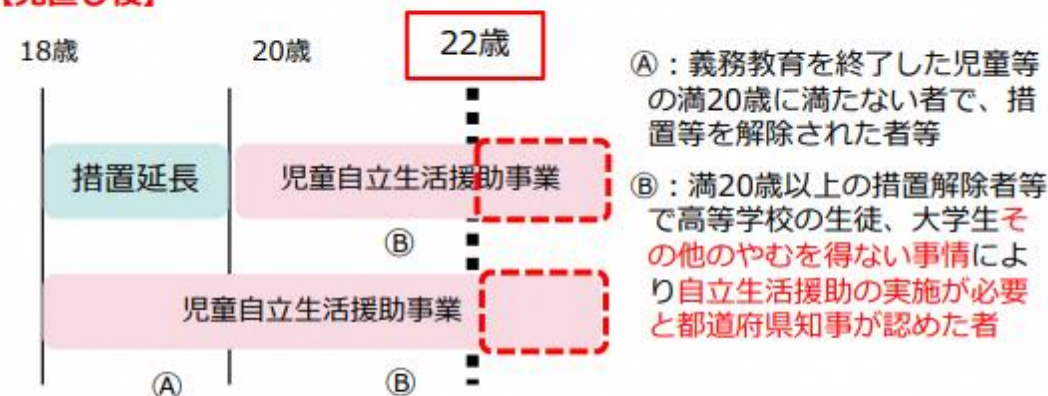 18歳
20歳
22歳
措置延長
児童自立生活援助事業
Ⓑ
児童自立生活援助事業
Ⓐ
Ⓑ
Ⓐ：義務教育を終了した児童等
の満20歳に満たない者で、措
置等を解除された者等
Ⓑ：満20歳以上の措置解除者等
で高等学校の生徒、大学生そ
の他のやむを得ない事情によ
り自立生活援助の実施が必要
と都道府県知事が認めた者